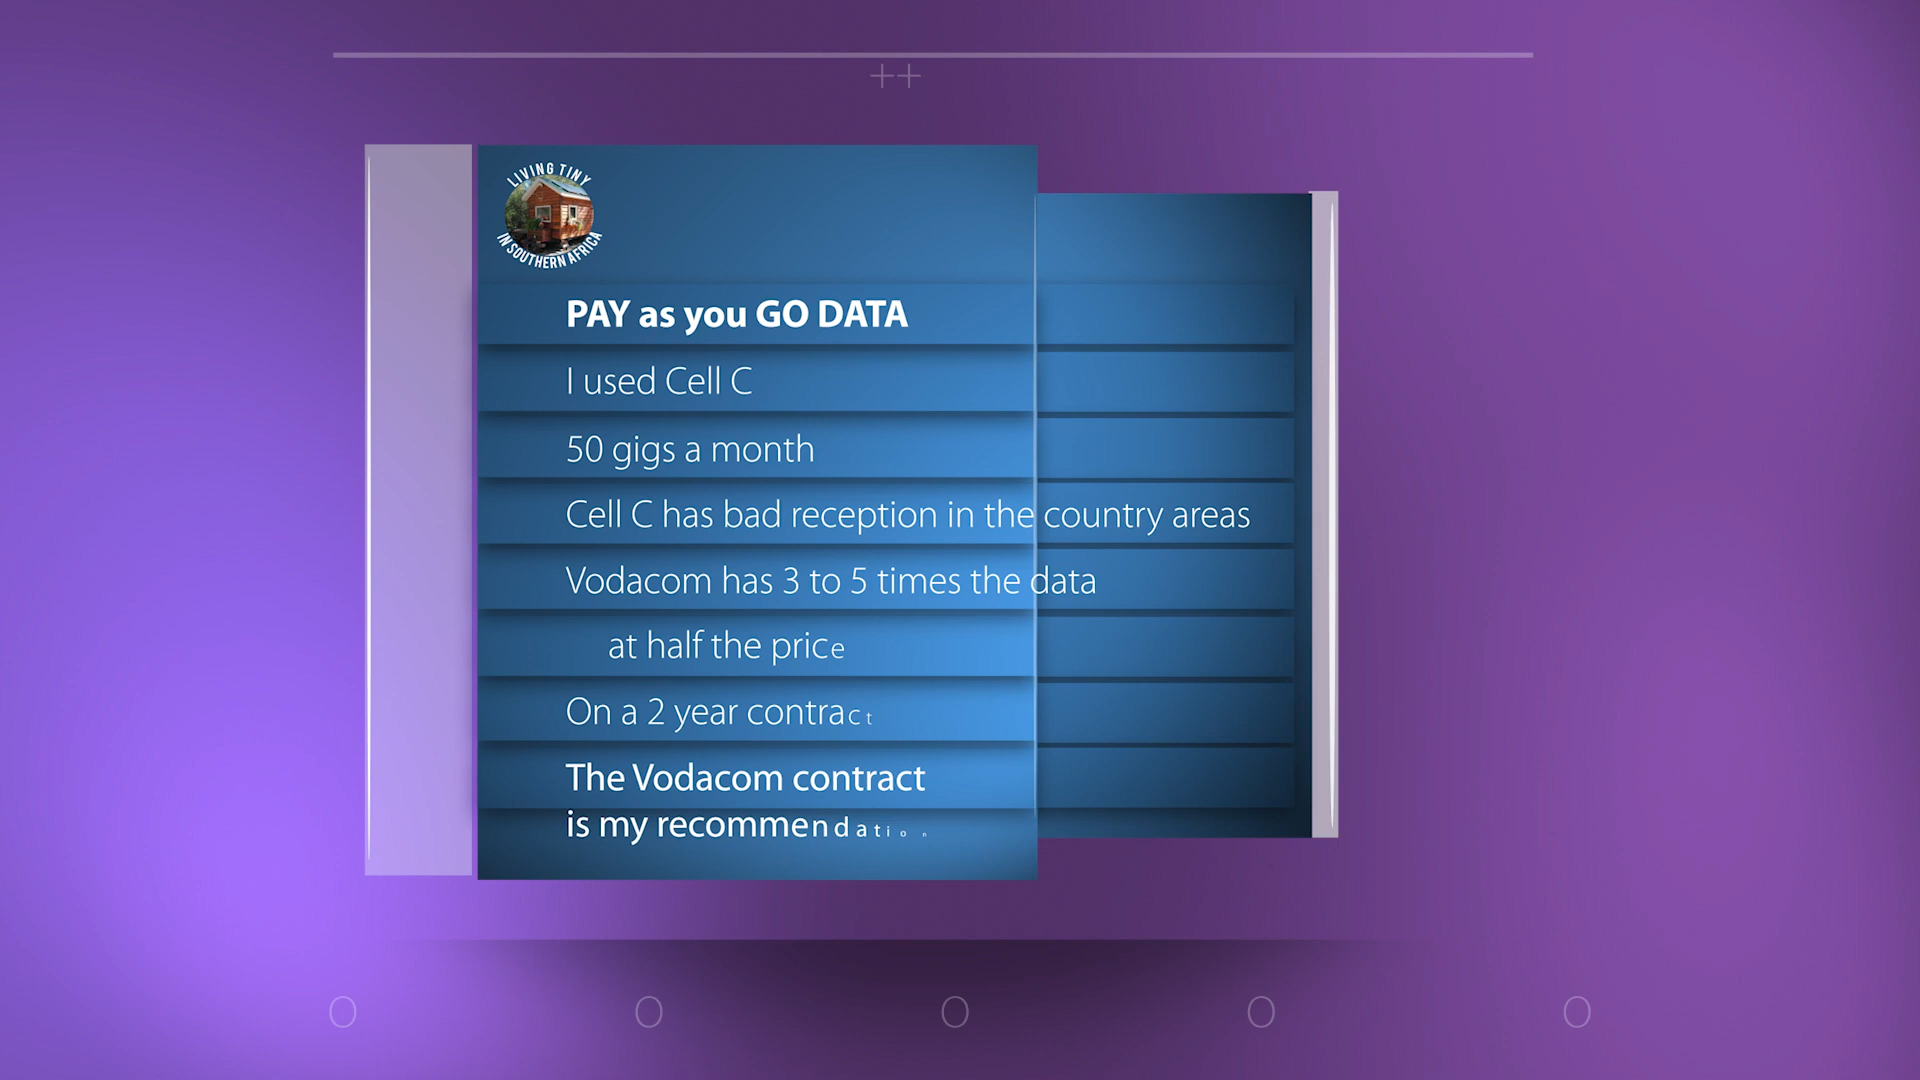 ++
LIVING TINY
IN SOUTHERN AFRICA
PAY as you GO DATA
I used Cell C
50 gigs a month
Cell C has bad reception in the country areas
Vodacom has 3 to 5 times the data
at half the price
On a 2 year contract
The Vodacom contract
is my recommendation